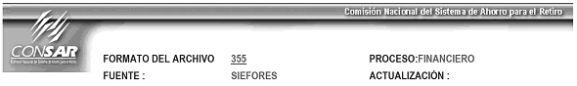 Comisión Nacional del Sistema de Ahorro para el Retiro
CONSAR
FORMATO DEL ARCHIVO 355 PROCESO:FINANCIERO
FUENTE : SIEFORES ACTUALIZACIÓN :